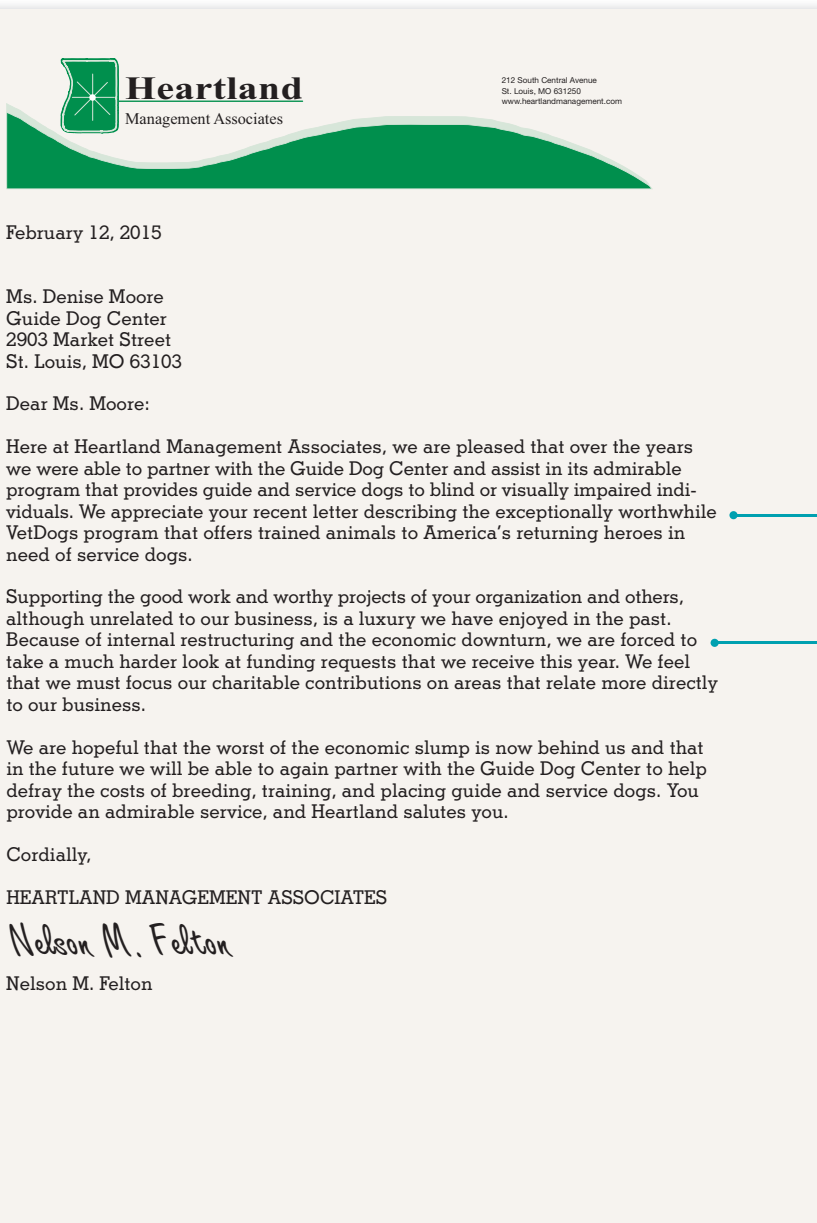 Heartland
Management Associates
212 South Central Avenue
St. Louis, MO 631250
www.heartlandmanagement.com
February 12, 2015
Ms. Denise Moore
Guide Dog Center
2903 Market Street
St. Louis, MO 63103
Dear Ms. Moore:
Here at Heartland Management Associates, we are pleased that over the years
we were able to partner with the Guide Dog Center and assist in its admirable
program that provides guide and service dogs to blind or visually impaired indi-
viduals. We appreciate your recent letter describing the exceptionally worthwhile
VetDogs program that offers trained animals to America’s returning heroes in
need of service dogs.
Supporting the good work and worthy projects of your organization and others,
although unrelated to our business, is a luxury we have enjoyed in the past.
Because of internal restructuring and the economic downturn, we are forced to
take a much harder look at funding requests that we receive this year. We feel
that we must focus our charitable contributions on areas that relate more directly
to our business.
We are hopeful that the worst of the economic slump is now behind us and that
in the future we will be able to again partner with the Guide Dog Center to help
defray the costs of breeding, training, and placing guide and service dogs. You
provide an admirable service, and Heartland salutes you.
Cordially,
HEARTLAND MANAGEMENT ASSOCIATES
Nelson M. Felton
Nelson M. Felton